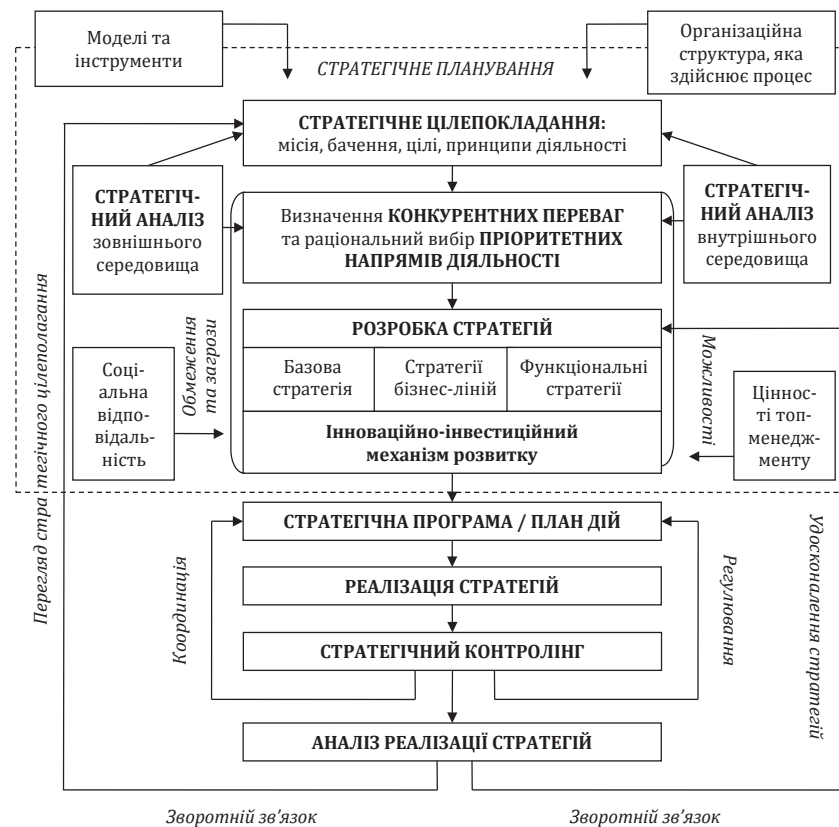 Моделі та
інструменти
Організаційна
структура, яка
здійснює процес
СТРАТЕГІЧНЕ ПЛАНУВАННЯ
СТРАТЕГІЧНЕ ЦІЛЕПОКЛАДАННЯ:
місія, бачення, цілі, принципи діяльності
СТРАТЕГІЧ-
НИЙ АНАЛІЗ
зовнішнього
середовища
Визначення КОНКУРЕНТНИХ ПЕРЕВАГ
та раціональний вибір ПРІОРИТЕТНИХ
НАПРЯМІВ ДІЯЛЬНОСТІ
СТРАТЕГІЧ-
НИЙ АНАЛІЗ
внутрішнього
середовища
РОЗРОБКА СТРАТЕГІЙ
Базова
стратегія
Стратегії
бізнес-ліній
Функціональні
стратегії
Інноваційно-інвестиційний
механізм розвитку
Соці-
альна
відпо-
відаль-
ність
Обмеження
та загрози
Можливості
Ціннос-
ті топ-
менедж-
менту
СТРАТЕГІЧНА ПРОГРАМА / ПЛАН ДІЙ
РЕАЛІЗАЦІЯ СТРАТЕГІЙ
СТРАТЕГІЧНИЙ КОНТРОЛІНГ
АНАЛІЗ РЕАЛІЗАЦІЇ СТРАТЕГІЙ
Перегляд стра тегічного цілеполагання
Координація
Регулювання
Удосконалення стратегій
Зворотній зв'язок
Зворотній зв'язок